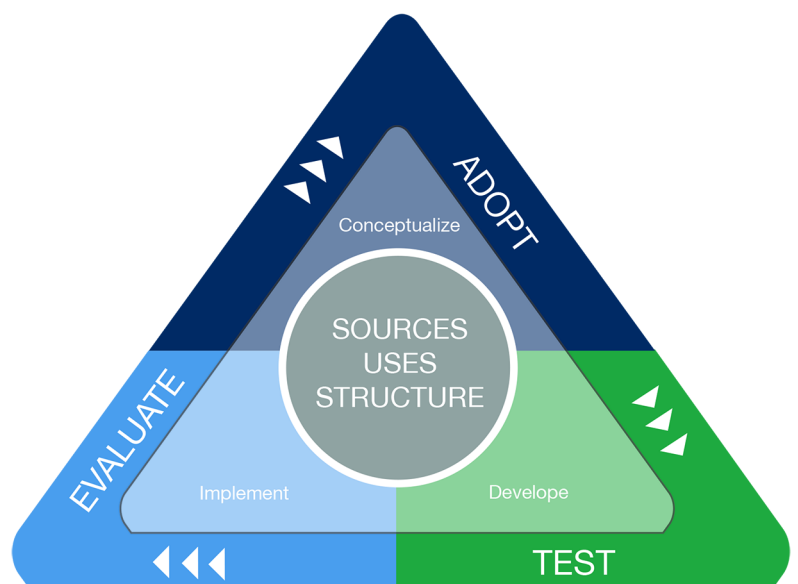 ADOPT
Conceptualize
SOURCES
USES
STRUCTURE
EVALUATE
Implement
Develope
TEST